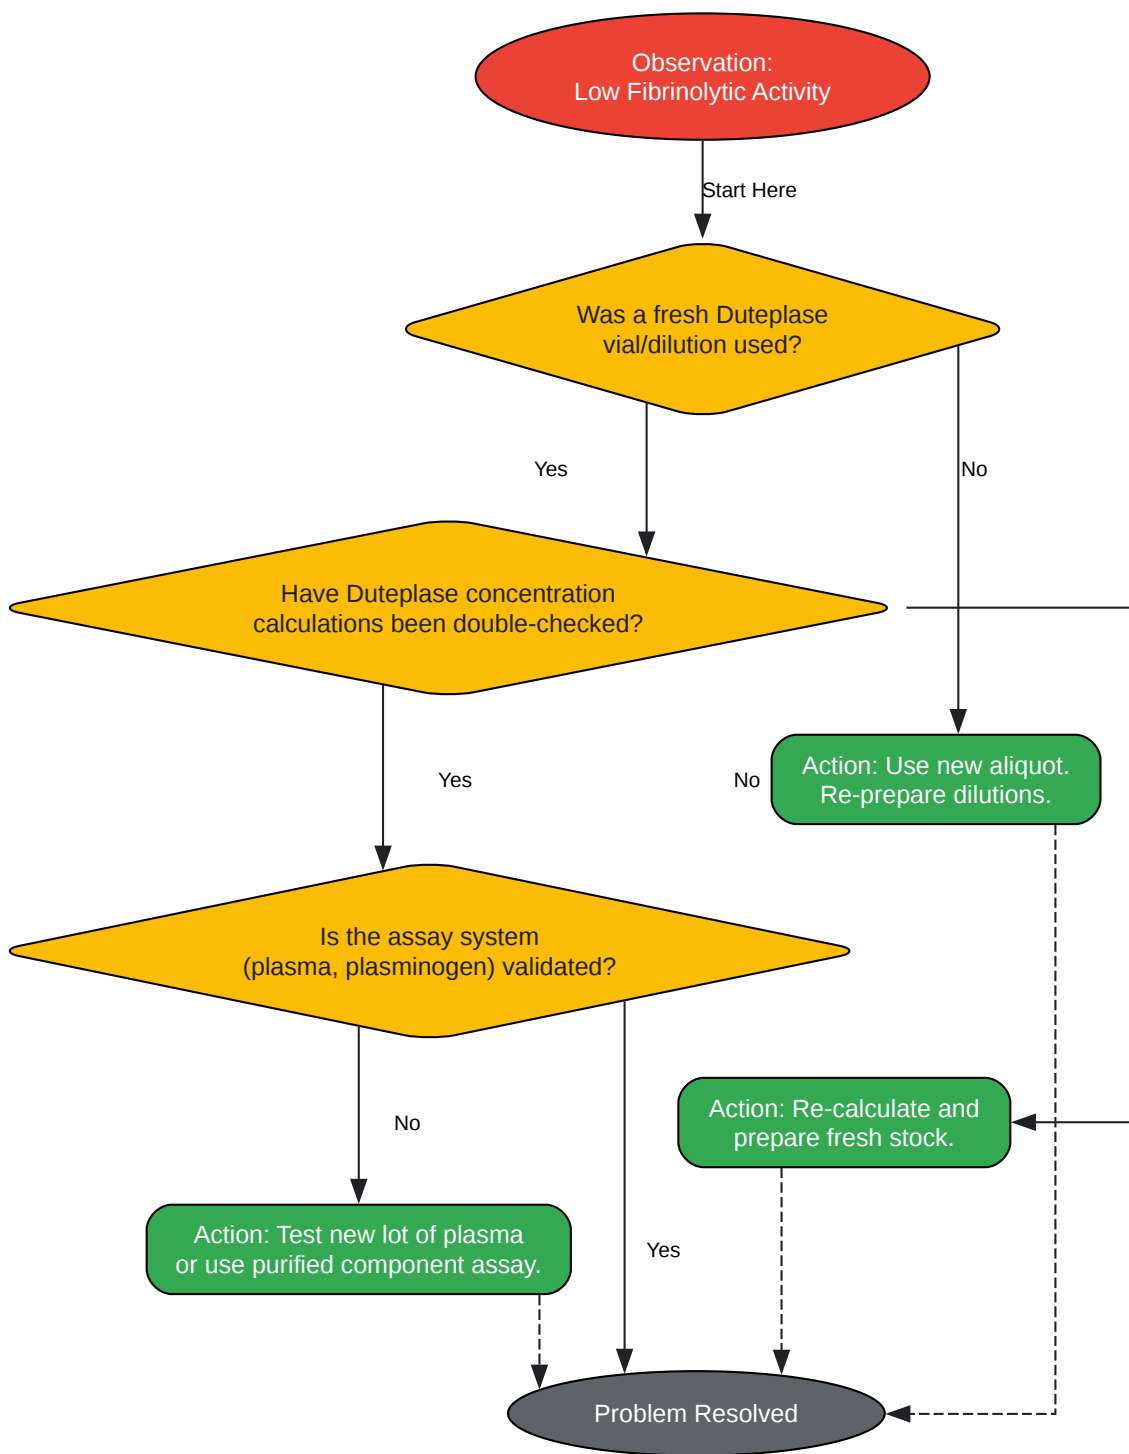 Observation:
Low Fibrinolytic Activity
Start Here
Was a fresh Duteplase
vial/dilution used?
Yes
No
Have Duteplase concentration
calculations been double-checked?
Yes
No
Action: Use new aliquot.
Re-prepare dilutions.
Is the assay system
(plasma, plasminogen) validated?
No
Action: Re-calculate and
prepare fresh stock.
Action: Test new lot of plasma
or use purified component assay.
Yes
Problem Resolved